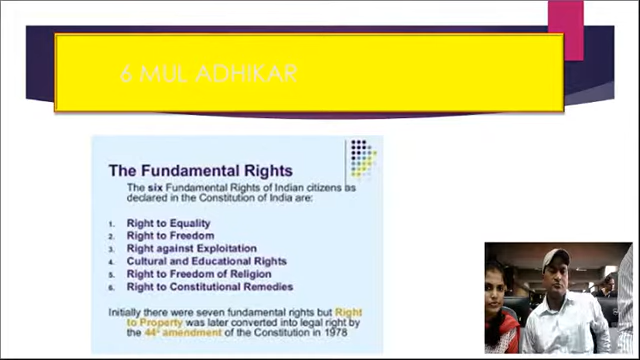 6 MUL ADHIKAR
The Fundamental Rights
The six Fundamental Rights of Indian citizens as
declared in the Constitution of India are:
1. Right to Equality
2. Right to Freedom
3. Right against Exploitation
4. Cultural and Educational Rights
5. Right to Freedom of Religion
6. Right to Constitutional Remedies
Initially there were seven fundamental rights but Right
to Property was later converted into legal right by
the 44th amendment of the Constitution in 1978